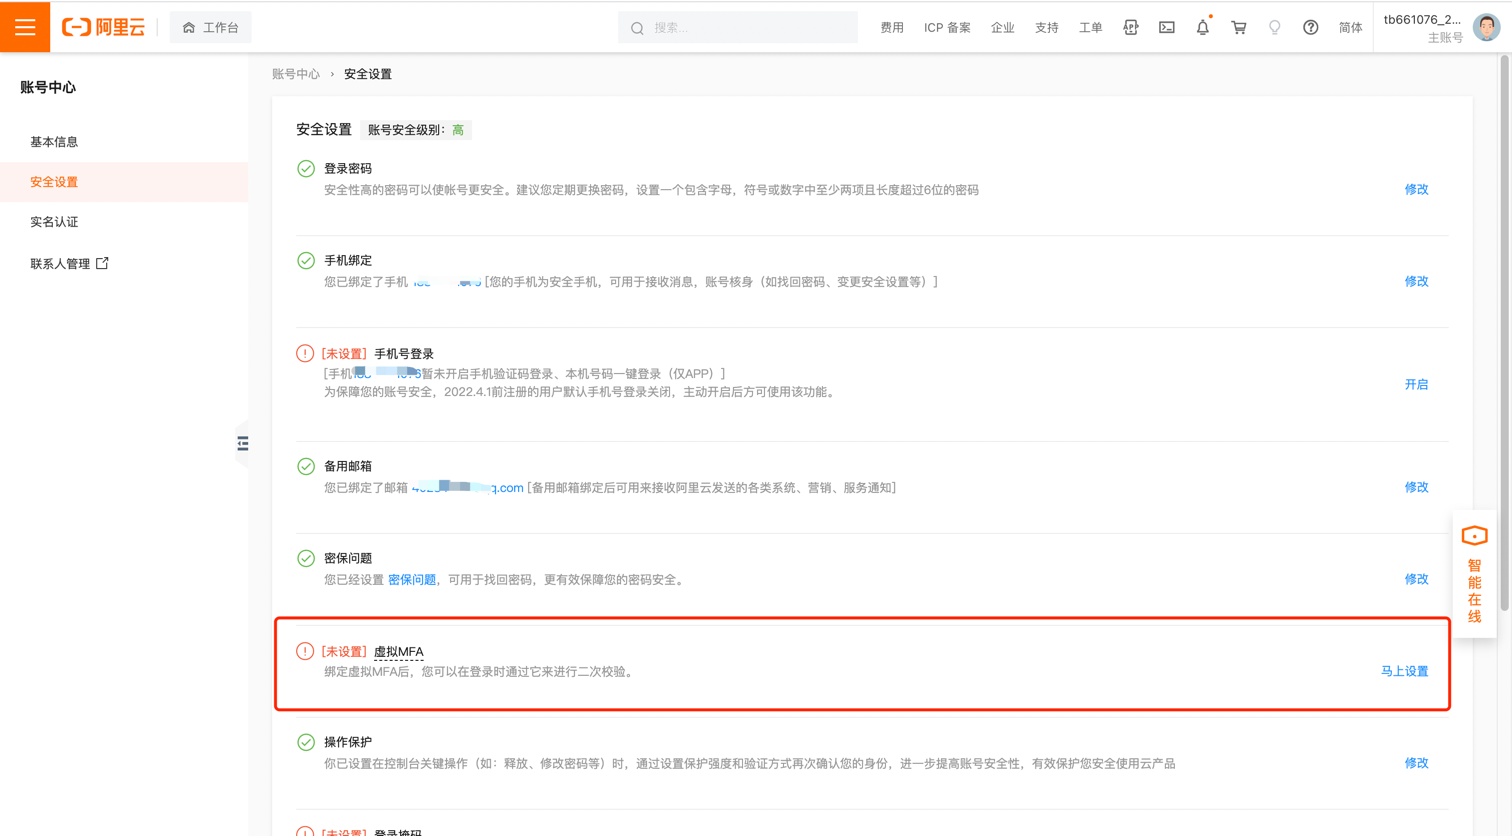 阿里云
工作台
搜索...
费用
ICP 备案
企业
支持
工单
简体
tb661076_2...
主账号
账号中心
基本信息
安全设置
实名认证
联系人管理
账号中心 › 安全设置
安全设置 账号安全级别：高
登录密码
安全性高的密码可以使帐号更安全。建议您定期更换密码，设置一个包含字母，符号或数字中至少两项且长度超过6位的密码
修改
手机绑定
您已绑定了手机 [您的手机为安全手机，可用于接收消息，账号核身（如找回密码、变更安全设置等）]
修改
[未设置] 手机号登录
[手机 暂未开启手机验证码登录、本机号码一键登录（仅APP）]
为保障您的账号安全，2022.4.1前注册的用户默认手机号登录关闭，主动开启后方可使用该功能。
开启
备用邮箱
您已绑定了邮箱 q.com [备用邮箱绑定后可用来接收阿里云发送的各类系统、营销、服务通知]
修改
密保问题
您已经设置 密保问题，可用于找回密码，更有效保障您的密码安全。
修改
[未设置] 虚拟MFA
绑定虚拟MFA后，您可以在登录时通过它来进行二次校验。
马上设置
操作保护
你已设置在控制台关键操作（如：释放、修改密码等）时，通过设置保护强度和验证方式再次确认您的身份，进一步提高账号安全性，有效保护您安全使用云产品
修改
[未设置] 登录掩码
智能在线